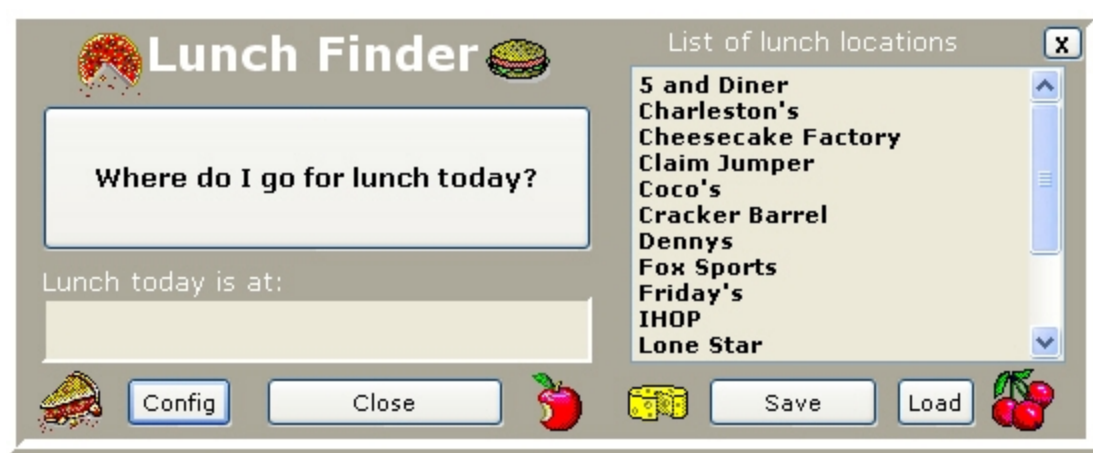 Lunch Finder
Where do I go for lunch today?
Lunch today is at:
Config
Close
List of lunch locations
x
5 and Diner
Charleston's
Cheesecake Factory
Claim Jumper
Coco's
Cracker Barrel
Dennys
Fox Sports
Friday's
IHOP
Lone Star
Save
Load